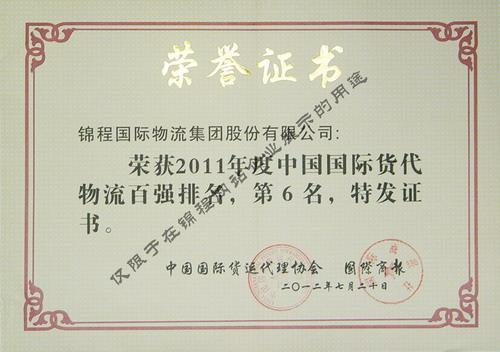 荣誉证书
锦程国际物流集团股份有限公司:
荣获2011年度中国国际货代
物流百强排名,第6名,特发证
书。
仅限于在锦程网站企业展示的用途
中国国际货运代理协会 国際商報
二〇一二年七月二十日